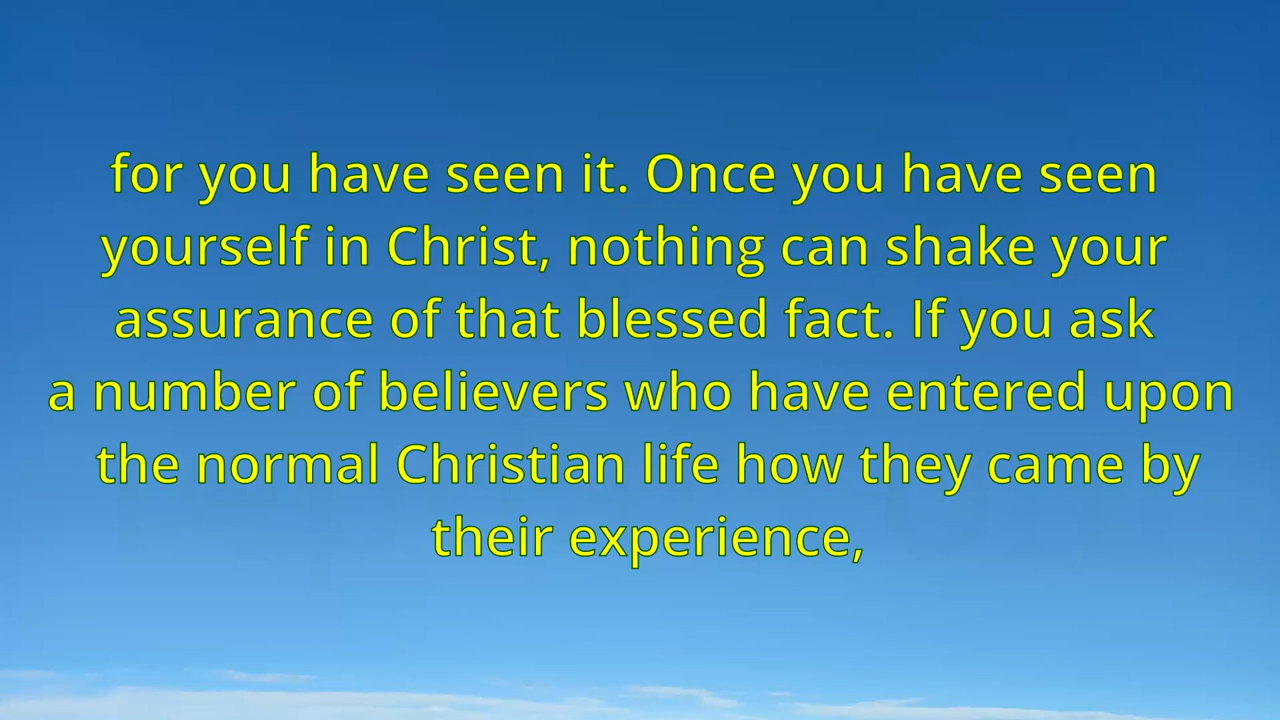 for you have seen it. Once you have seen
yourself in Christ, nothing can shake your
assurance of that blessed fact. If you ask
a number of believers who have entered upon
the normal Christian life how they came by
their experience,